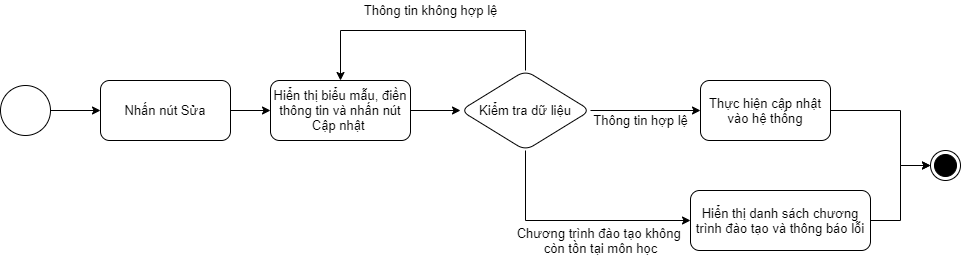 Thông tin không hợp lệ
Nhấn nút Sửa
Hiển thị biểu mẫu, điền
thông tin và nhấn nút
Cập nhật
Kiểm tra dữ liệu
Thông tin hợp lệ
Thực hiện cập nhật
vào hệ thống
Chương trình đào tạo không
còn tồn tại môn học
Hiển thị danh sách chương
trình đào tạo và thông báo lỗi